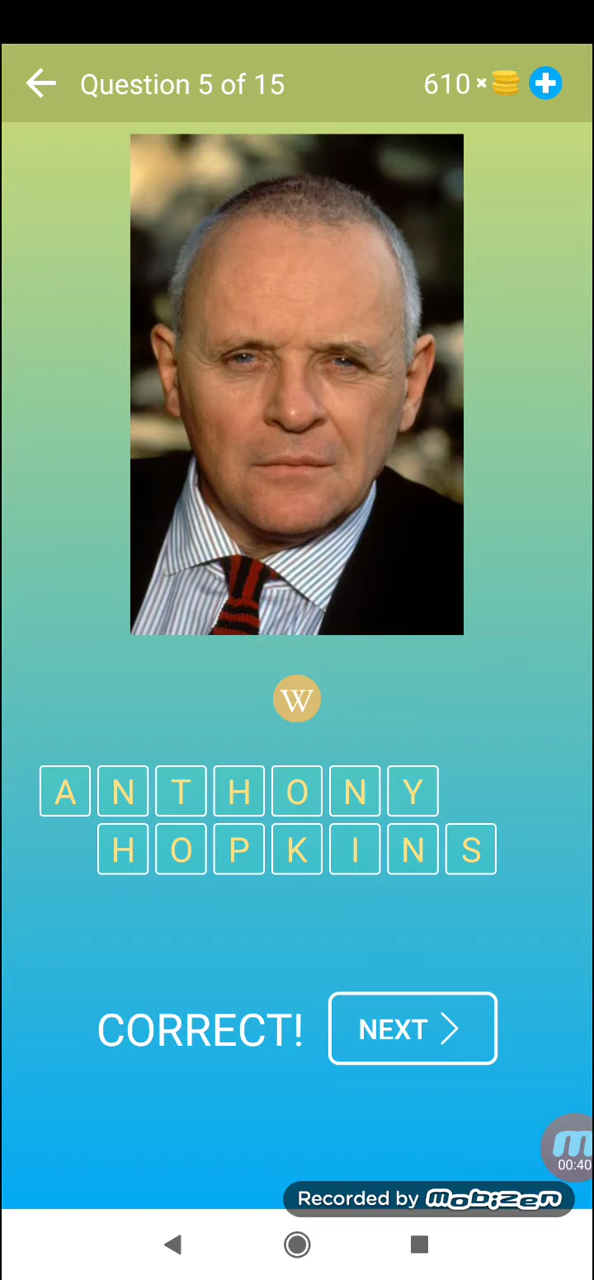 Question 5 of 15
610 ×
W
ANTHONY
HOPKINS
CORRECT!
NEXT
00:40
Recorded by mobizen